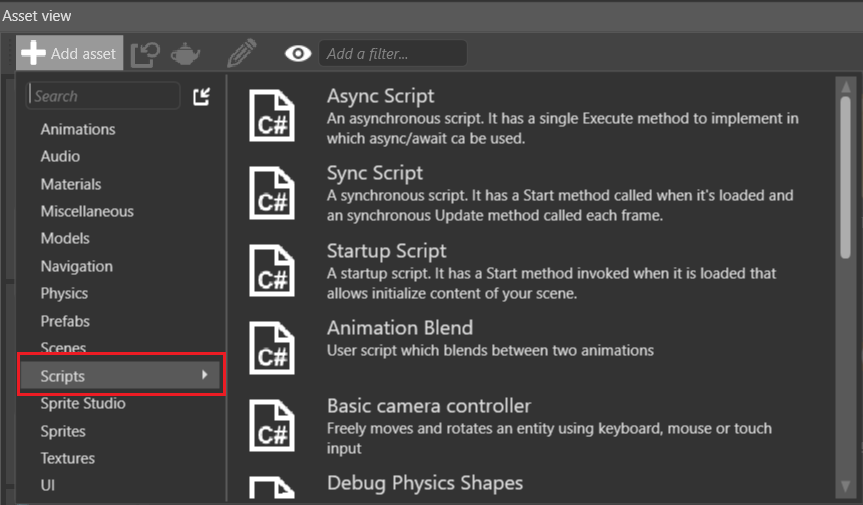 Asset view
Add asset
Add a filter...
Search
Animations
Audio
Materials
Miscellaneous
Models
Navigation
Physics
Prefabs
Scenes
Scripts
Sprite Studio
Sprites
Textures
UI
C#
Async Script
An asynchronous script. It has a single Execute method to implement in
which async/await ca be used.
C#
Sync Script
A synchronous script. It has a Start method called when it's loaded and
an synchronous Update method called each frame.
C#
Startup Script
A startup script. It has a Start method invoked when it is loaded that
allows initialize content of your scene.
C#
Animation Blend
User script which blends between two animations
C#
Basic camera controller
Freely moves and rotates an entity using keyboard, mouse or touch
input
Debug Physics Shapes